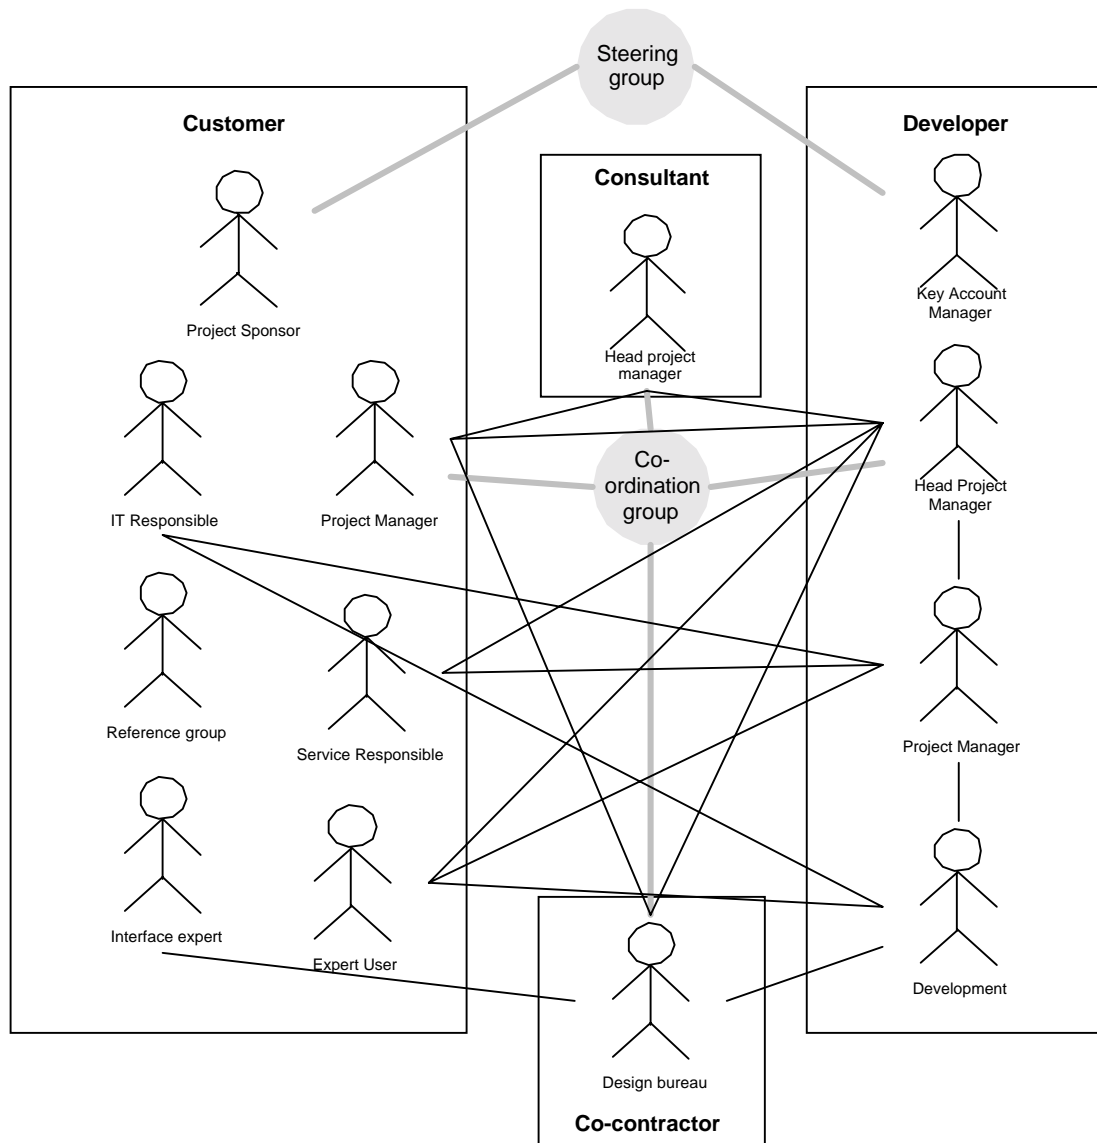 Steering
group
Customer
Developer
Consultant
Project Sponsor
Key Account
Manager
Head project
manager
IT Responsible
Project Manager
Co-
ordination
group
Head Project
Manager
Reference group
Service Responsible
Project Manager
Interface expert
Expert User
Development
Design bureau
Co-contractor